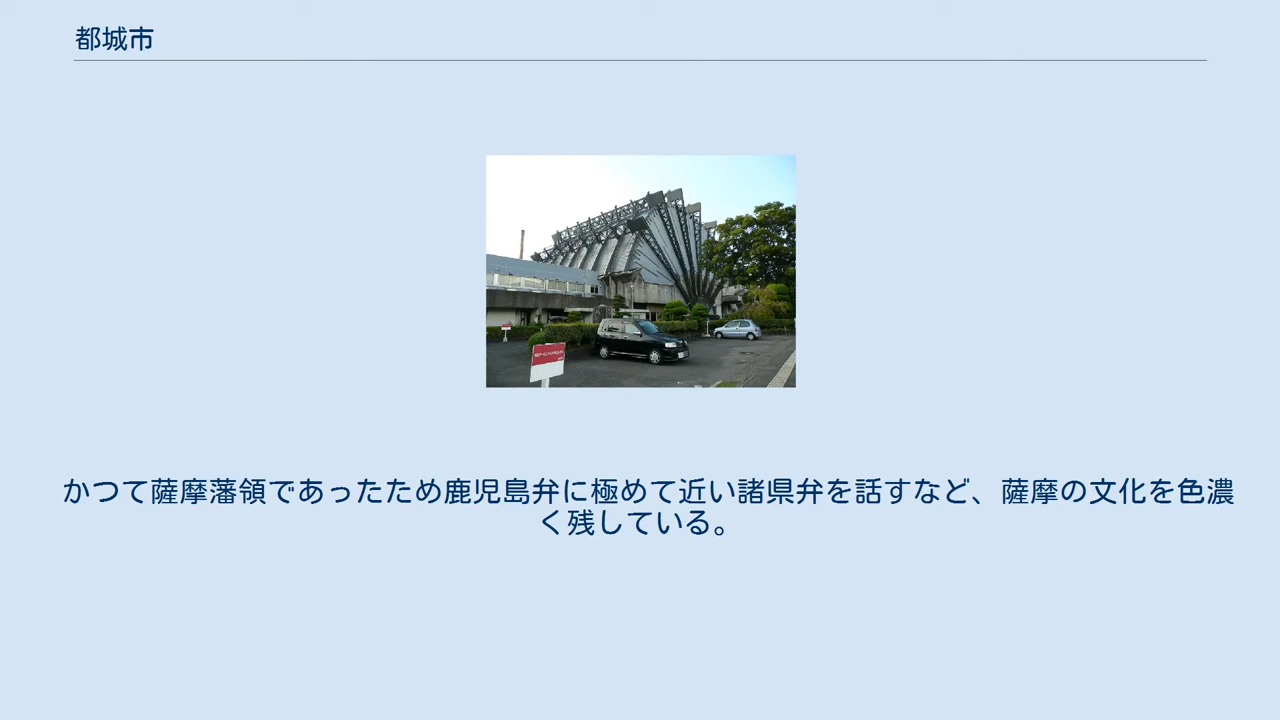 都城市
かつて薩摩藩領であったため鹿児島弁に極めて近い諸県弁を話すなど、薩摩の文化を色濃
く残している。